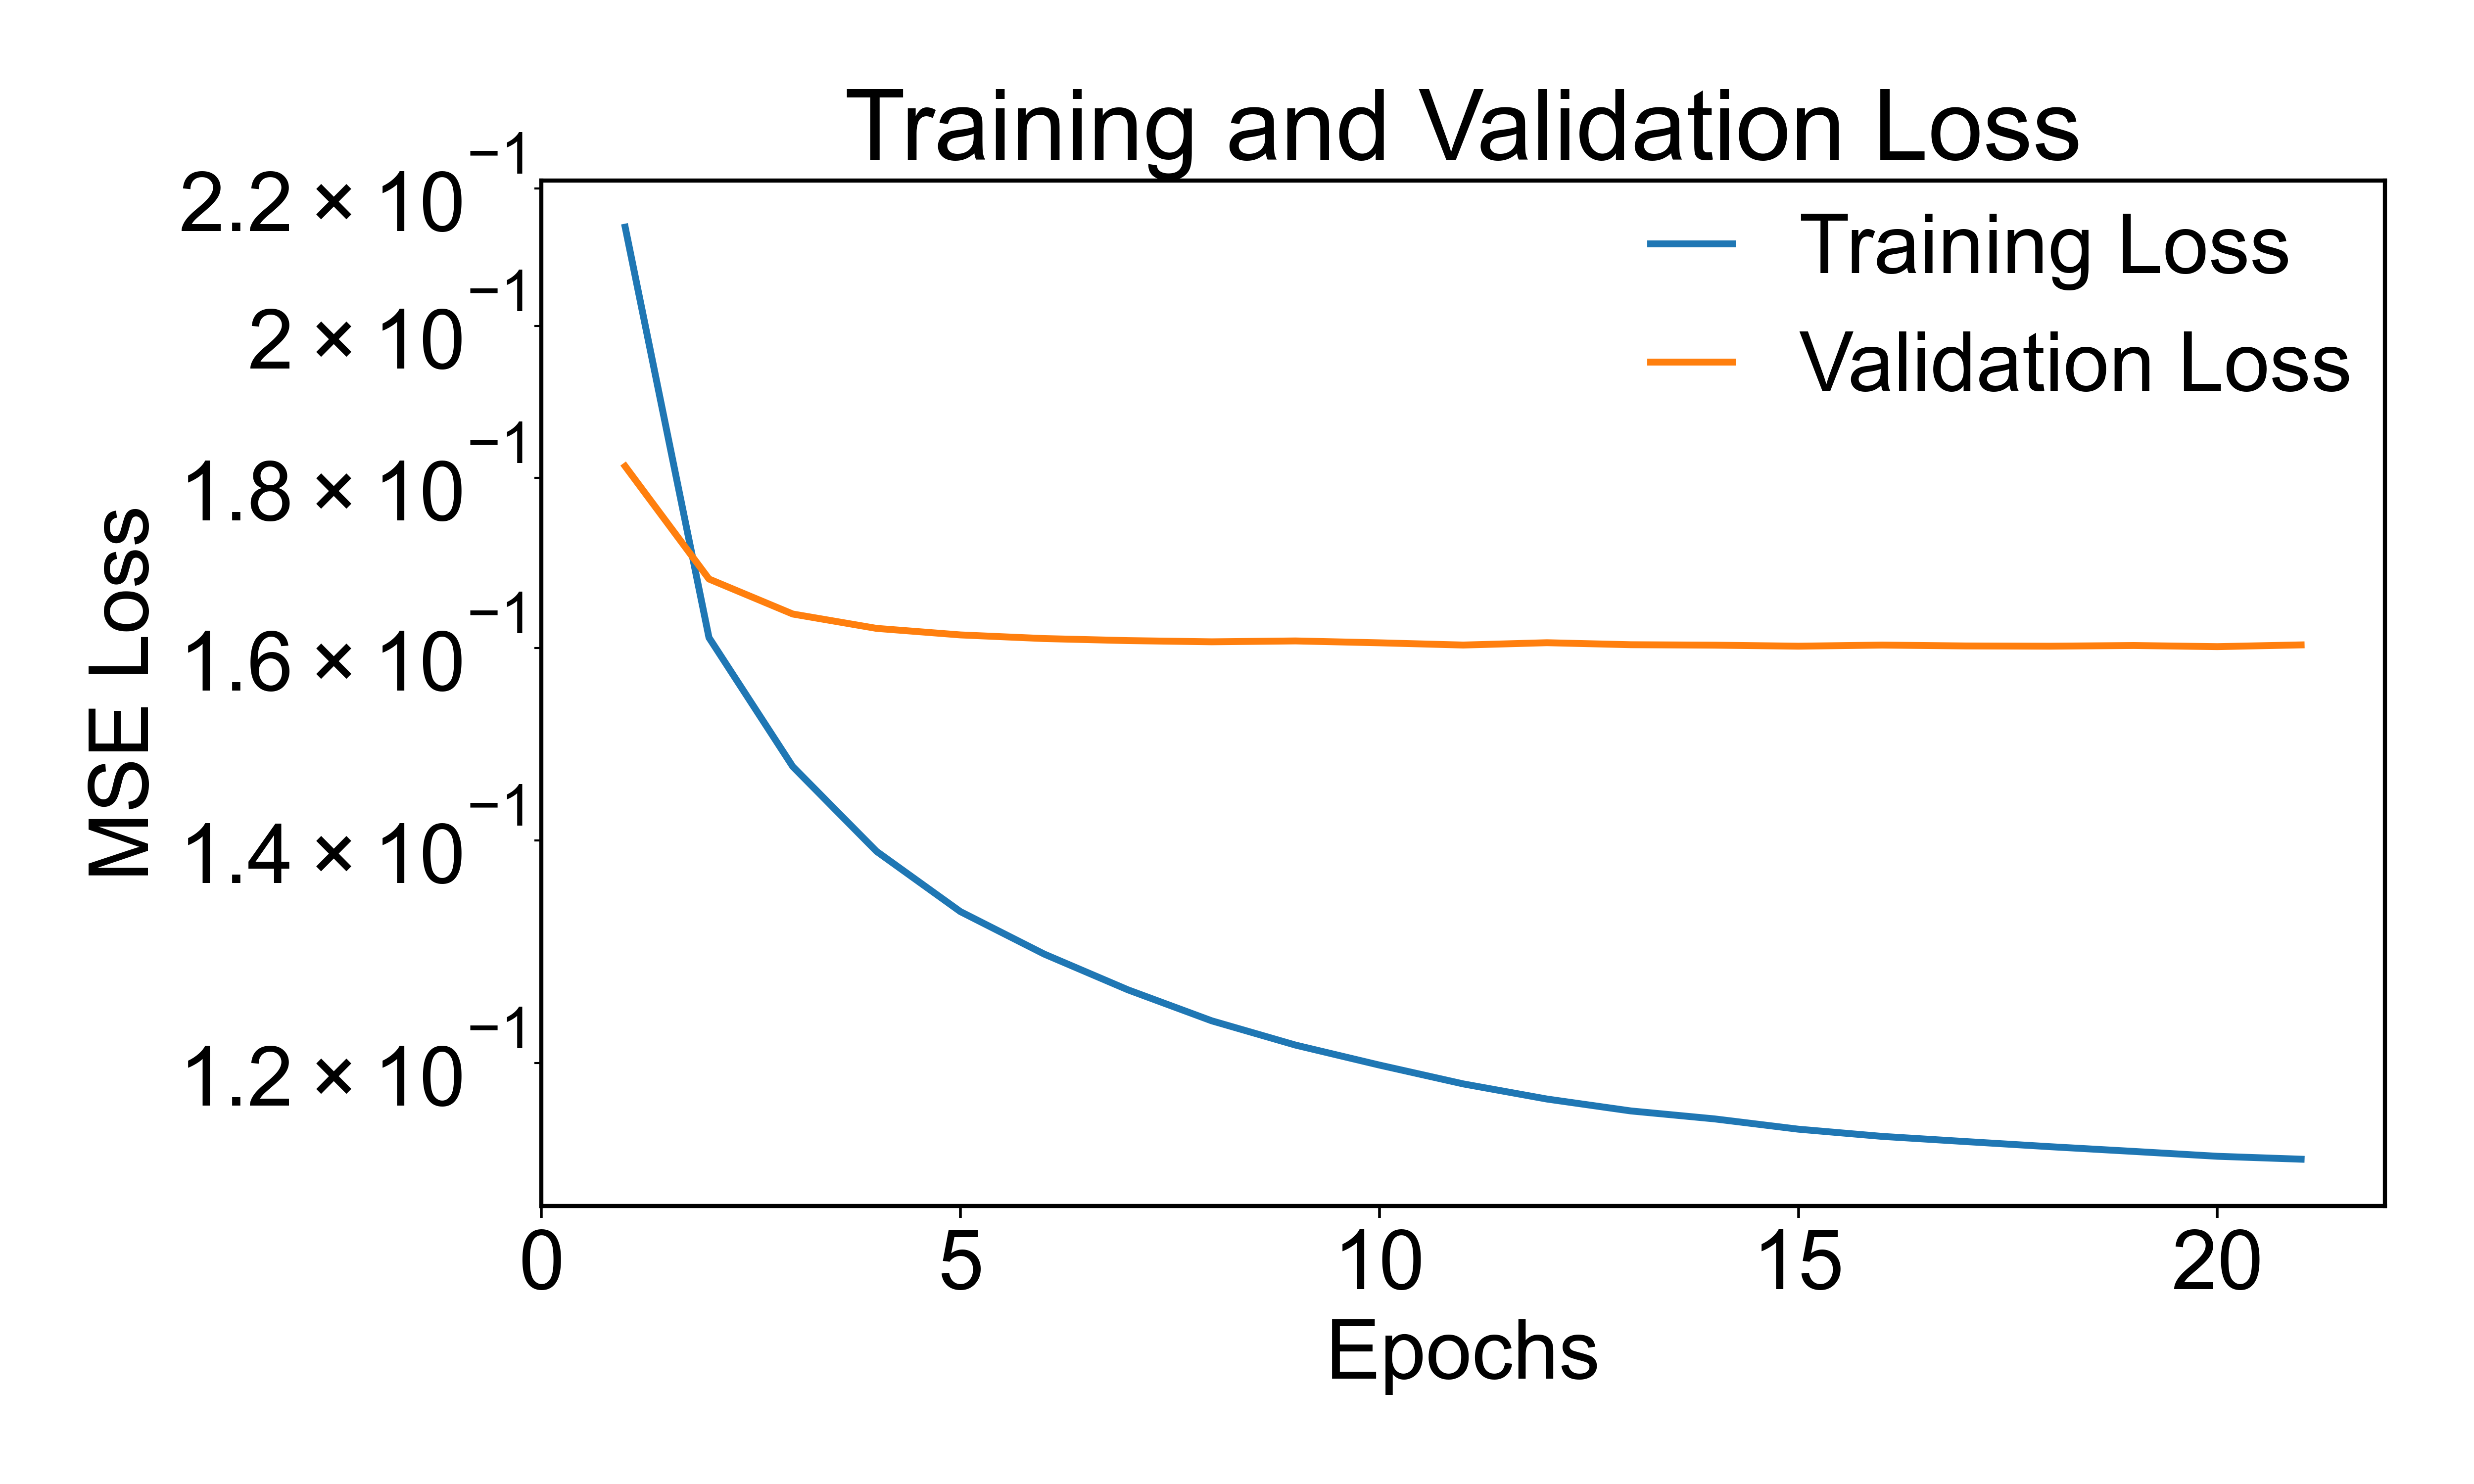 Training and Validation Loss
Training Loss
Validation Loss
MSE Loss
2.2 × 10⁻¹
2 × 10⁻¹
1.8 × 10⁻¹
1.6 × 10⁻¹
1.4 × 10⁻¹
1.2 × 10⁻¹
0 5 10 15 20
Epochs